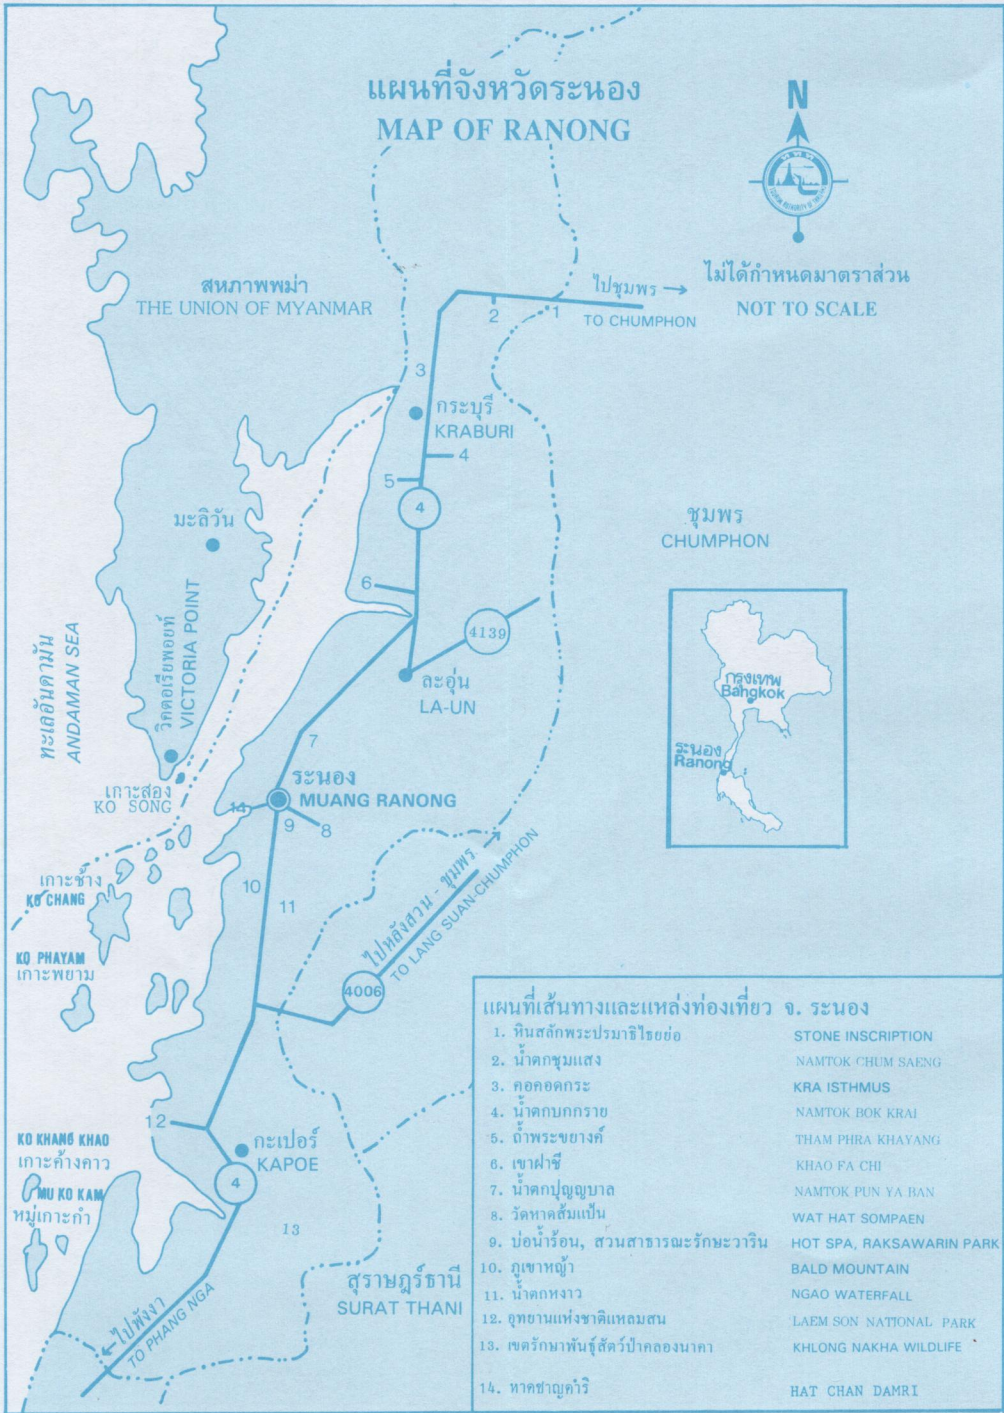 แผนที่จังหวัดระนอง
MAP OF RANONG
N
ไม่ได้กำหนดมาตราส่วน
NOT TO SCALE
สหภาพพม่า
THE UNION OF MYANMAR
ไปชุมพร →
TO CHUMPHON
1
2
3
กระบุรี
KRABURI
4
5
4
ชุมพร
CHUMPHON
มะลิวัน
6
4139
วิคตอเรียพอยท์
VICTORIA POINT
ทะเลอันดามัน
ANDAMAN SEA
ละอุ่น
LA-UN
กรุงเทพ
Bangkok
ระนอง
Ranong
7
ระนอง
MUANG RANONG
เกาะสอง
KO SONG
14
9
8
เกาะช้าง
KO CHANG
10
11
ไปหลังสวน - ชุมพร →
TO LANG SUAN-CHUMPHON
KO PHAYAM
เกาะพยาม
4006
12
กะเปอร์
KAPOE
KO KHANG KHAO
เกาะค้างคาว
MU KO KAM
หมู่เกาะกำ
4
13
สุราษฎร์ธานี
SURAT THANI
← ไปพังงา
TO PHANG NGA
แผนที่เส้นทางและแหล่งท่องเที่ยว จ. ระนอง
1. หินสลักพระปรมาธิไธยย่อ STONE INSCRIPTION
2. น้ำตกชุมแสง NAMTOK CHUM SAENG
3. คอคอดกระ KRA ISTHMUS
4. น้ำตกบกกราย NAMTOK BOK KRAI
5. ถ้ำพระขยางค์ THAM PHRA KHAYANG
6. เขาฝาชี KHAO FA CHI
7. น้ำตกปุญญบาล NAMTOK PUN YA BAN
8. วัดหาดส้มแป้น WAT HAT SOMPAEN
9. บ่อน้ำร้อน, สวนสาธารณะรักษะวาริน HOT SPA, RAKSAWARIN PARK
10. ภูเขาหญ้า BALD MOUNTAIN
11. น้ำตกหงาว NGAO WATERFALL
12. อุทยานแห่งชาติแหลมสน LAEM SON NATIONAL PARK
13. เขตรักษาพันธุ์สัตว์ป่าคลองนาคา KHLONG NAKHA WILDLIFE
14. หาดชาญดำริ HAT CHAN DAMRI